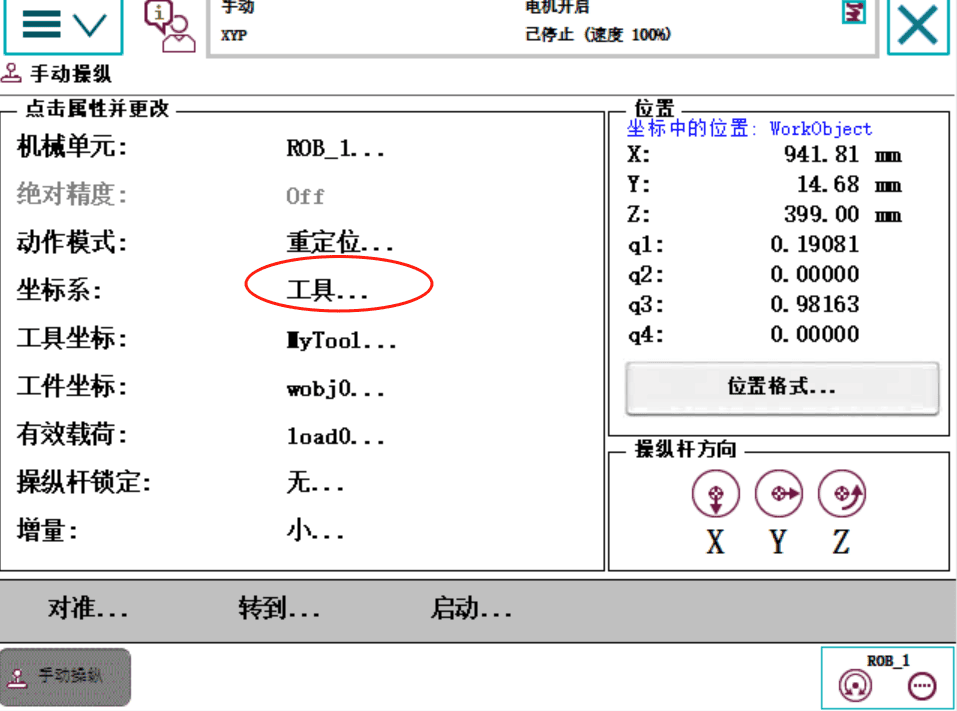 手动
XYP
电机开启
己停止 (速度 100%)
手动操纵
点击属性并更改
机械单元: ROB_1...
绝对精度: Off
动作模式: 重定位...
坐标系: 工具...
工具坐标: MyTool...
工件坐标: wobj0...
有效载荷: load0...
操纵杆锁定: 无...
增量: 小...
位置
坐标中的位置: WorkObject
X: 941.81 mm
Y: 14.68 mm
Z: 399.00 mm
q1: 0.19081
q2: 0.00000
q3: 0.98163
q4: 0.00000
位置格式...
操纵杆方向
X Y Z
对准... 转到... 启动...
手动操纵
ROB_1